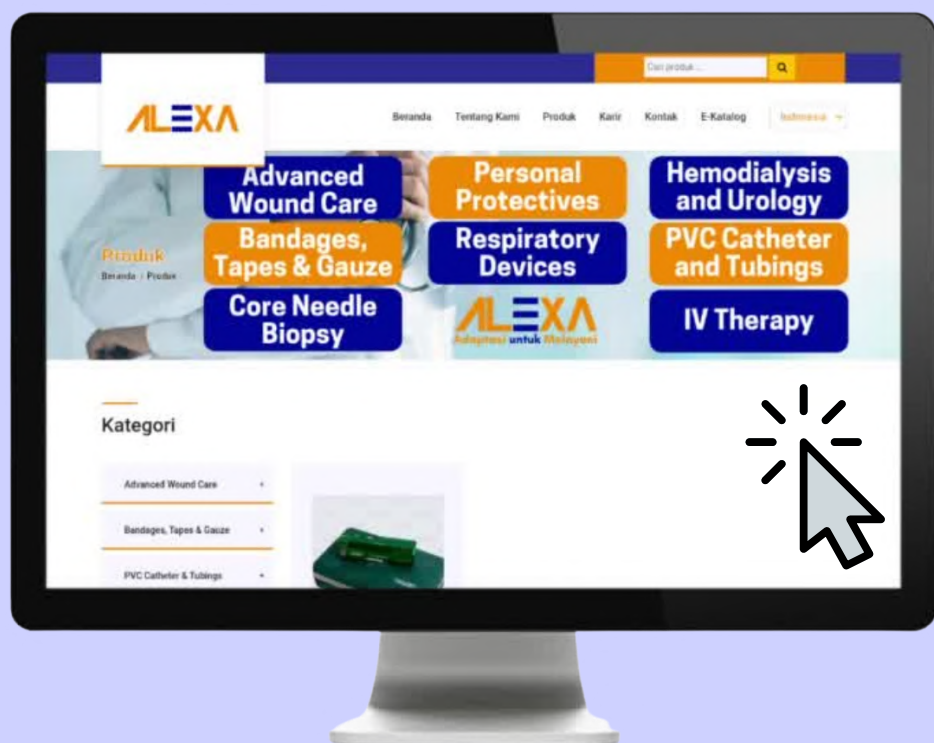 Cari produk ...
ALEXA
Beranda Tentang Kami Produk Karir Kontak E-Katalog Indonesia
Advanced
Wound Care
Personal
Protectives
Hemodialysis
and Urology
Produk
Beranda / Produk
Bandages,
Tapes & Gauze
Respiratory
Devices
PVC Catheter
and Tubings
Core Needle
Biopsy
ALEXA
Adaptasi untuk Melayani
IV Therapy
Kategori
Advanced Wound Care
Bandages, Tapes & Gauze
PVC Catheter & Tubings